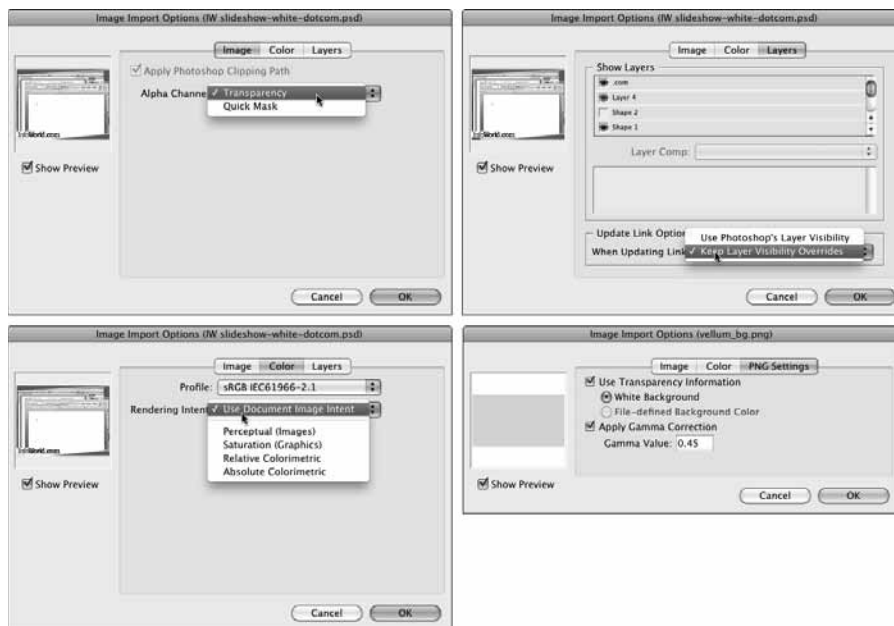 Image Import Options (IW slideshow-white-dotcom.psd)
Image Color Layers
Apply Photoshop Clipping Path
Alpha Channe ✓ Transparency
Quick Mask
Show Preview
Cancel OK
Image Import Options (IW slideshow-white-dotcom.psd)
Image Color Layers
Show Layers
.com
Layer 4
Shape 2
Shape 1
Layer Comp:
Show Preview
Update Link Optio
Use Photoshop's Layer Visibility
When Updating Link ✓ Keep Layer Visibility Overrides
Cancel OK
Image Import Options (IW slideshow-white-dotcom.psd)
Image Color Layers
Profile: sRGB IEC61966-2.1
Rendering Intent ✓ Use Document Image Intent
Perceptual (Images)
Saturation (Graphics)
Relative Colorimetric
Absolute Colorimetric
Show Preview
Cancel OK
Image Import Options (vellum_bg.png)
Image Color PNG Settings
Use Transparency Information
White Background
File-defined Background Color
Apply Gamma Correction
Gamma Value: 0.45
Show Preview
Cancel OK